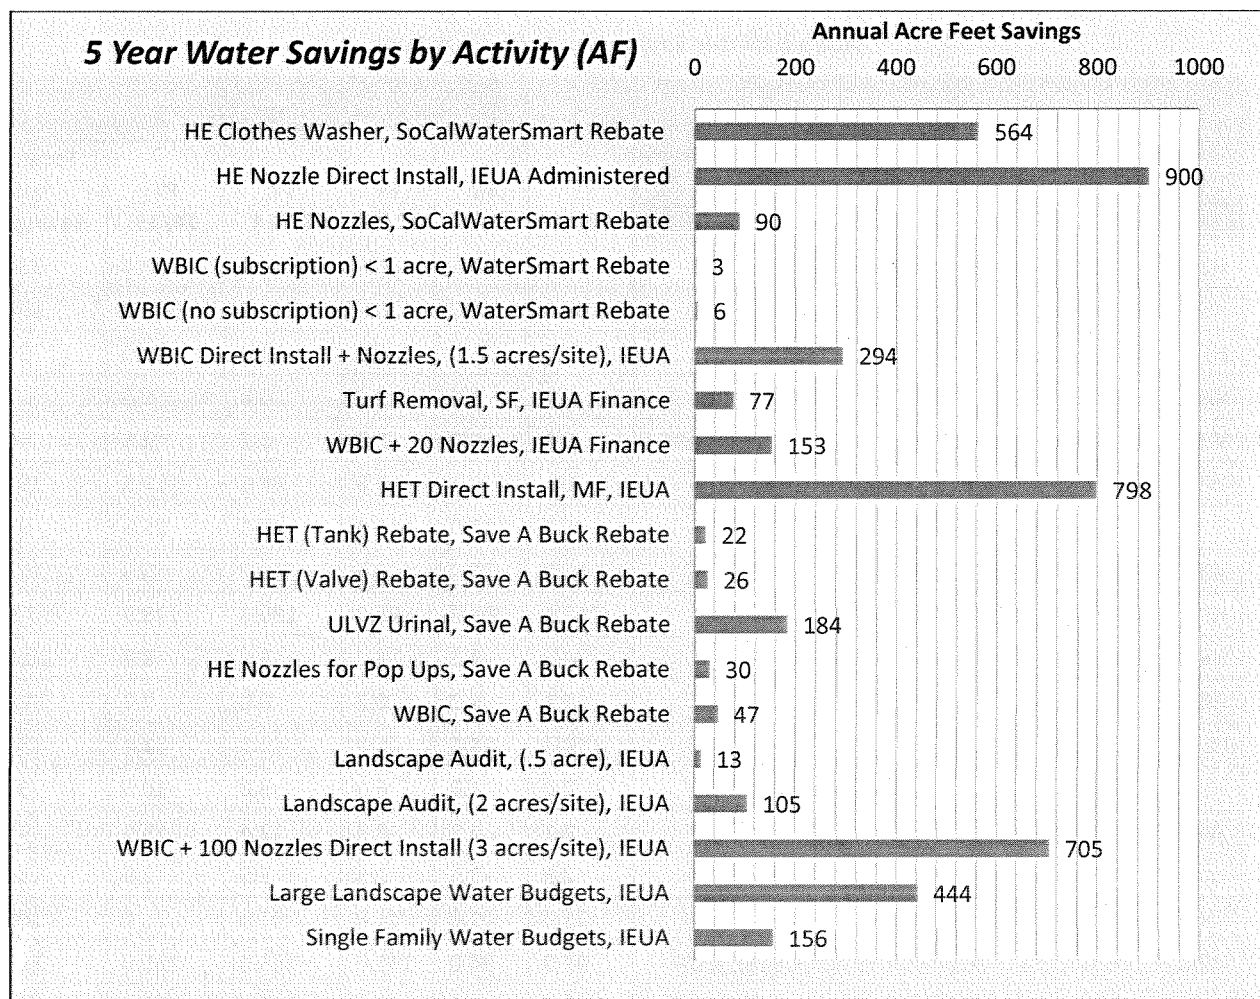 5 Year Water Savings by Activity (AF)
Annual Acre Feet Savings
0 200 400 600 800 1000
HE Clothes Washer, SoCalWaterSmart Rebate 564
HE Nozzle Direct Install, IEUA Administered 900
HE Nozzles, SoCalWaterSmart Rebate 90
WBIC (subscription) < 1 acre, WaterSmart Rebate 3
WBIC (no subscription) < 1 acre, WaterSmart Rebate 6
WBIC Direct Install + Nozzles, (1.5 acres/site), IEUA 294
Turf Removal, SF, IEUA Finance 77
WBIC + 20 Nozzles, IEUA Finance 153
HET Direct Install, MF, IEUA 798
HET (Tank) Rebate, Save A Buck Rebate 22
HET (Valve) Rebate, Save A Buck Rebate 26
ULVZ Urinal, Save A Buck Rebate 184
HE Nozzles for Pop Ups, Save A Buck Rebate 30
WBIC, Save A Buck Rebate 47
Landscape Audit, (.5 acre), IEUA 13
Landscape Audit, (2 acres/site), IEUA 105
WBIC + 100 Nozzles Direct Install (3 acres/site), IEUA 705
Large Landscape Water Budgets, IEUA 444
Single Family Water Budgets, IEUA 156